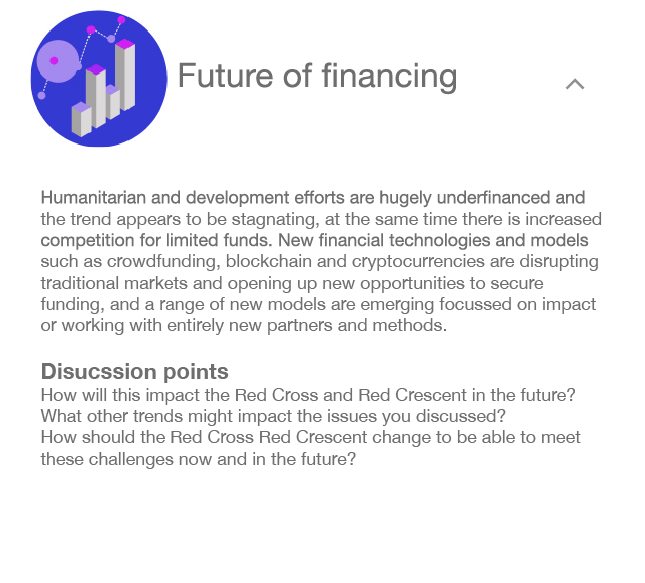 Future of financing
Humanitarian and development efforts are hugely underfinanced and
the trend appears to be stagnating, at the same time there is increased
competition for limited funds. New financial technologies and models
such as crowdfunding, blockchain and cryptocurrencies are disrupting
traditional markets and opening up new opportunities to secure
funding, and a range of new models are emerging focussed on impact
or working with entirely new partners and methods.
Disucssion points
How will this impact the Red Cross and Red Crescent in the future?
What other trends might impact the issues you discussed?
How should the Red Cross Red Crescent change to be able to meet
these challenges now and in the future?